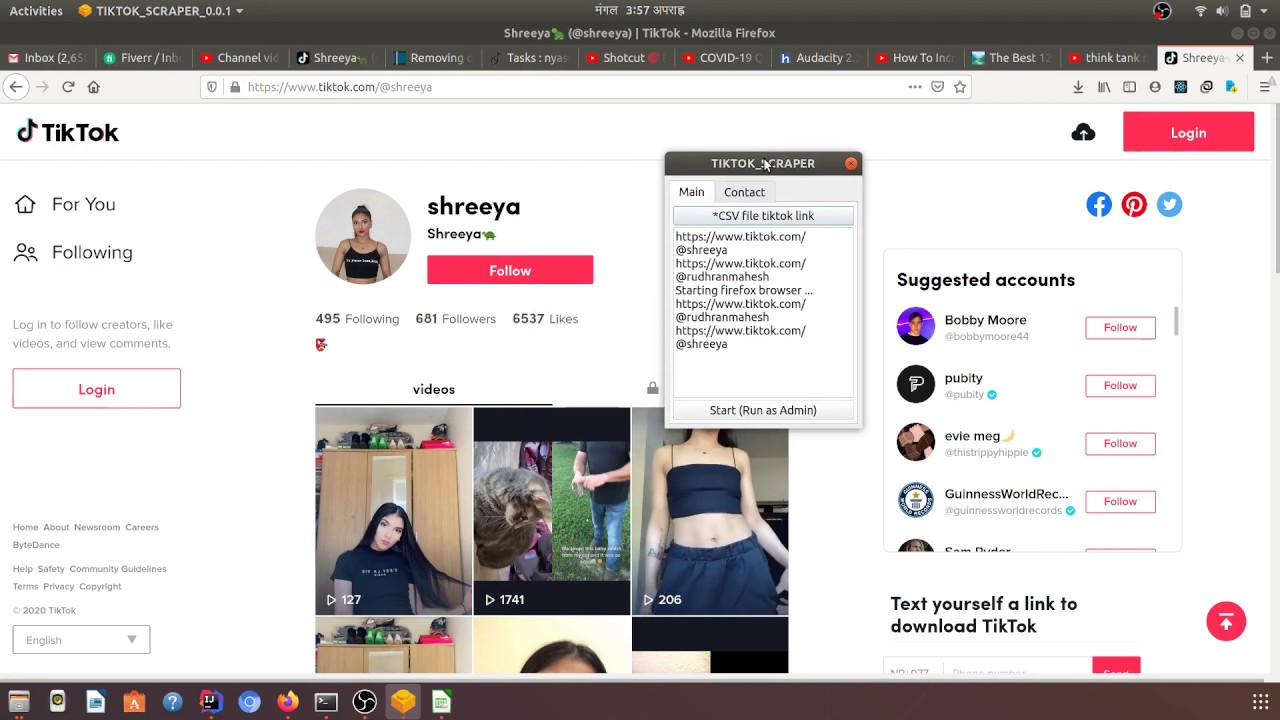 Activities TIKTOK_SCRAPER_0.0.1 मंगल 3:57 अपराह्न
Shreeya🐢 (@shreeya) | TikTok - Mozilla Firefox
Inbox (2,65 Fiverr / Inbo Channel vid Shreeya🐢 ( Removing Tasks : nyas Shotcut COVID-19 Q Audacity 2. How To Inc The Best 12 think tank r Shreeya
https://www.tiktok.com/@shreeya
TikTok
Login
For You
Following
Log in to follow creators, like
videos, and view comments.
Login
Home About Newsroom Careers
ByteDance
Help Safety Community Guidelines
Terms Privacy Copyright
© 2020 TikTok
English
shreeya
Shreeya🐢
Follow
495 Following 681 Followers 6537 Likes
videos
127
1741
206
TIKTOK_SCRAPER
Main Contact
*CSV file tiktok link
https://www.tiktok.com/
@shreeya
https://www.tiktok.com/
@rudhranmahesh
Starting firefox browser ...
https://www.tiktok.com/
@rudhranmahesh
https://www.tiktok.com/
@shreeya
Start (Run as Admin)
Suggested accounts
Bobby Moore
@bobbymoore44
Follow
pubity
@pubity
Follow
evie meg🌙
@thistrippyhippie
Follow
GuinnessWorldRec...
@guinnessworldrecords
Follow
Sam Ryder
Text yourself a link to
download TikTok
NP+977 Phone number Send